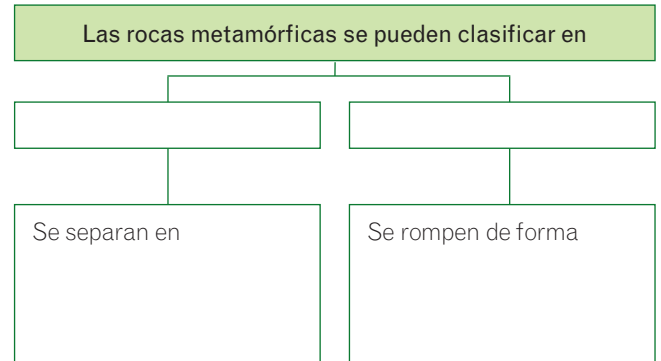 Las rocas metamórficas se pueden clasificar en
Se separan en
Se rompen de forma